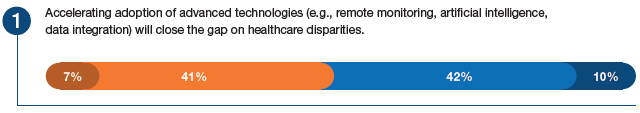 1
Accelerating adoption of advanced technologies (e.g., remote monitoring, artificial intelligence,
data integration) will close the gap on healthcare disparities.
7% 41% 42% 10%